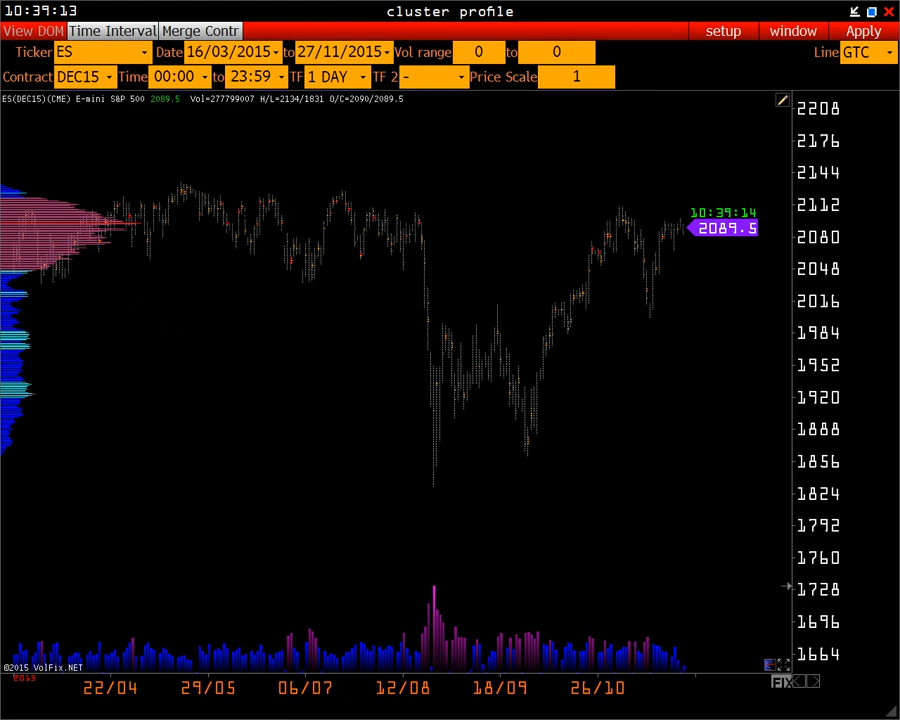 10:39:13 cluster profile
View DOM Time Interval Merge Contr setup window Apply
Ticker ES Date 16/03/2015 to 27/11/2015 Vol range 0 to 0 Line GTC
Contract DEC15 Time 00:00 to 23:59 TF 1 DAY TF 2 - Price Scale 1
ES(DEC15)(CME) E-mini S&P 500 2089.5 Vol=277799007 H/L=2134/1831 O/C=2090/2089.5
2208
2176
2144
2112
10:39:14
2089.5
2080
2048
2016
1984
1952
1920
1888
1856
1824
1792
1760
1728
1696
1664
©2015 VolFix.NET
2015
22/04 29/05 06/07 12/08 18/09 26/10
FIX